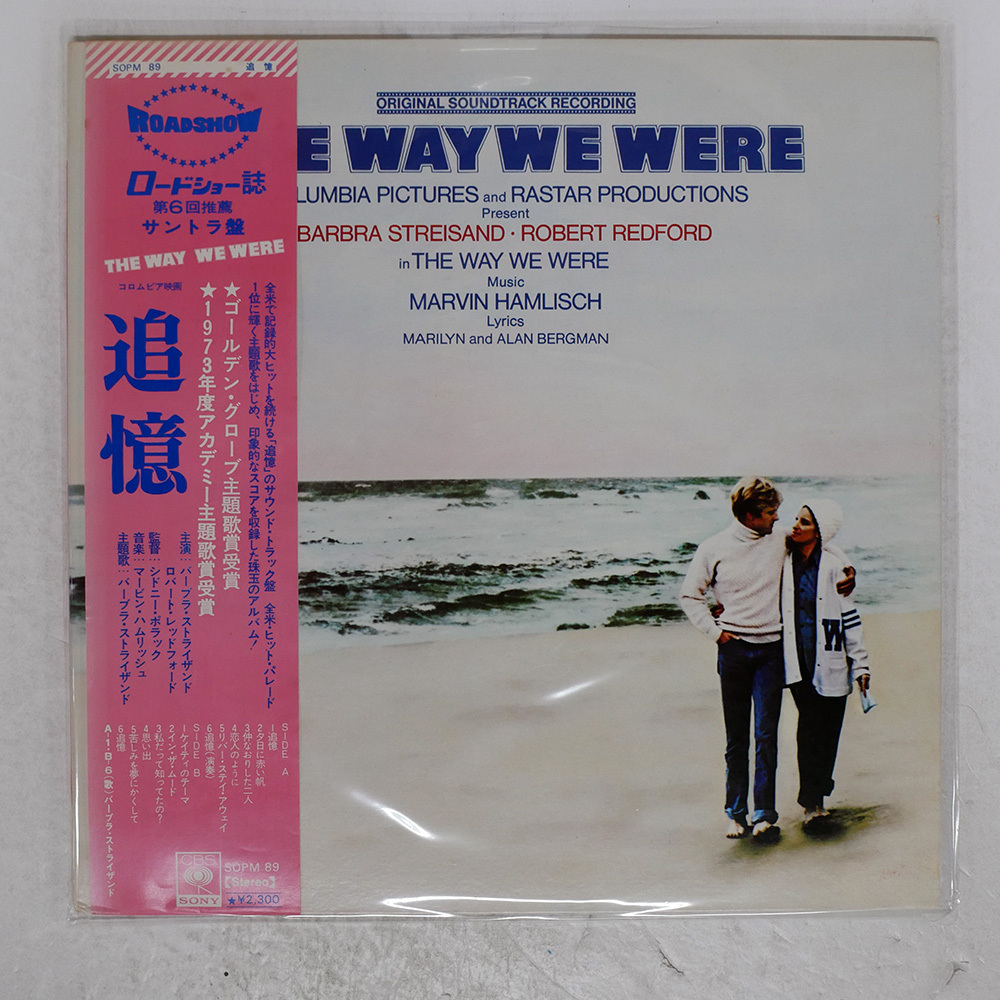 SOPM 89 追憶
ROADSHOW
ロードショー誌
第6回推薦
サントラ盤
THE WAY WE WERE
コロムビア映画
追憶
全米で記録的大ヒットを続ける「追憶」のサウンド・トラック盤 全米・ヒット・パレード
1位に輝く主題歌をはじめ、印象的なスコアを収録した珠玉のアルバム!
★ゴールデン・グローブ主題歌賞受賞
★1973年度アカデミー主題歌賞受賞
主演…バーブラ・ストライザンド
ロバート・レッドフォード
監督…シドニー・ポラック
音楽…マービン・ハムリッシュ
主題歌…バーブラ・ストライザンド
SIDE A
1追憶
2夕日に赤い帆
3仲なおりした二人
4恋人のように
5リバー・ステイ・アウェイ
6追憶(演奏)
SIDE B
1ケイティのテーマ
2イン・ザ・ムード
3私だって知ってたの?
4思い出
5苦しみを夢にかくして
6追憶
A-1・B-6(歌)バーブラ・ストライザンド
CBS
SONY
SOPM 89
【Stereo】
★¥2,300
ORIGINAL SOUNDTRACK RECORDING
E WAY WE WERE
LUMBIA PICTURES and RASTAR PRODUCTIONS
Present
BARBRA STREISAND · ROBERT REDFORD
in THE WAY WE WERE
Music
MARVIN HAMLISCH
Lyrics
MARILYN and ALAN BERGMAN
W